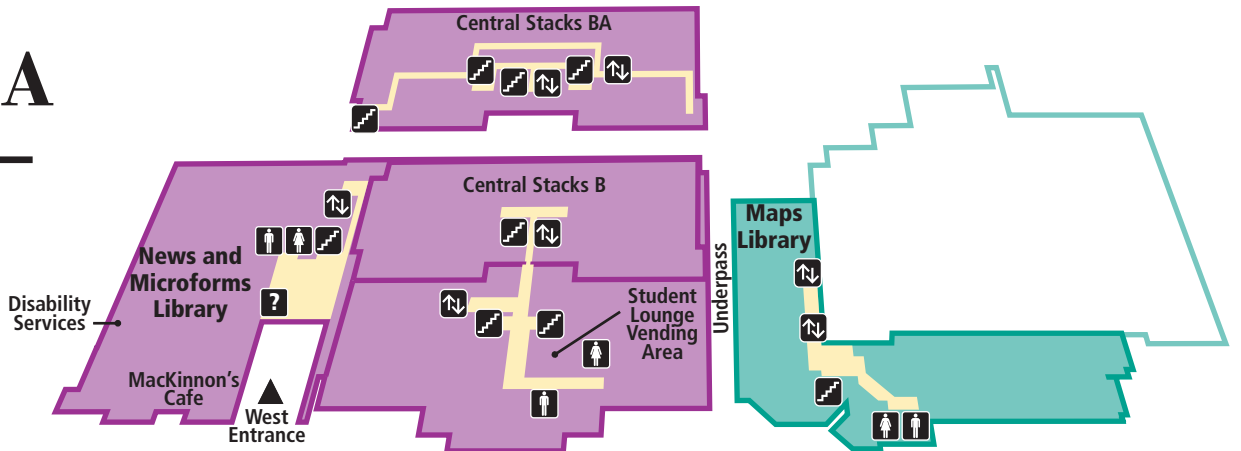 A
Central Stacks BA
Central Stacks B
News and
Microforms
Library
?
Disability
Services
MacKinnon's
Cafe
West
Entrance
Student
Lounge
Vending
Area
Underpass
Maps
Library